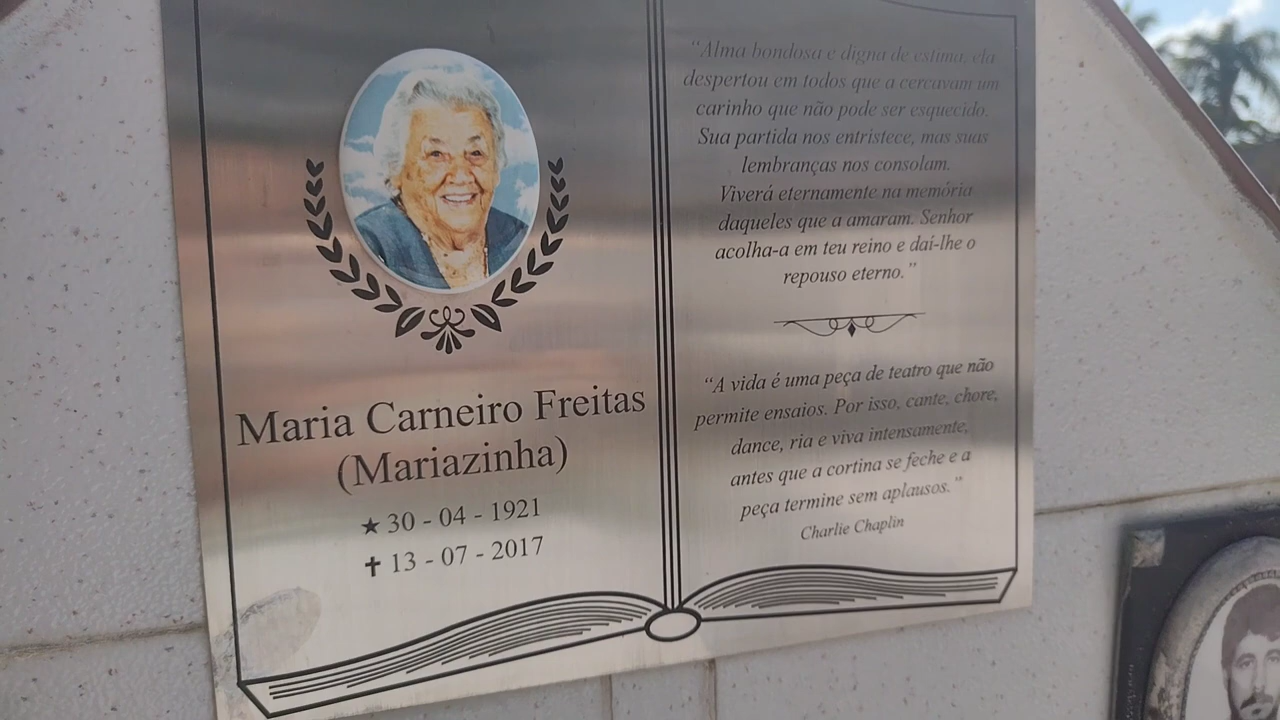 Maria Carneiro Freitas
(Mariazinha)
★ 30 - 04 - 1921
✝ 13 - 07 - 2017
"Alma bondosa e digna de estima, ela
despertou em todos que a cercavam um
carinho que não pode ser esquecido.
Sua partida nos entristece, mas suas
lembranças nos consolam.
Viverá eternamente na memória
daqueles que a amaram. Senhor
acolha-a em teu reino e daí-lhe o
repouso eterno."
"A vida é uma peça de teatro que não
permite ensaios. Por isso, cante, chore,
dance, ria e viva intensamente,
antes que a cortina se feche e a
peça termine sem aplausos."
Charlie Chaplin